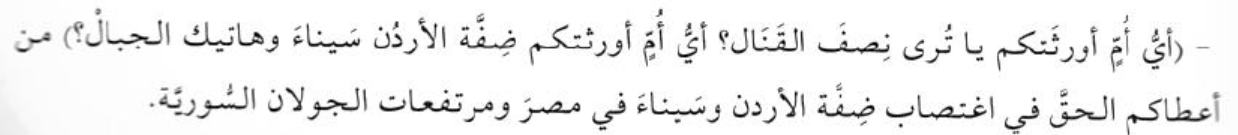 - (أيُّ أُمٍّ أورثَتكم يا تُرى نِصفَ القَنَال؟ أيُّ أُمٍّ أورثتكم ضِفَّة الأردُن سَيناءَ وهاتيك الجبالْ؟) من
أعطاكم الحقَّ في اغتصاب ضِفَّة الأردن وسَيناءَ في مصرَ ومرتفعات الجولان السُّوريَّة.